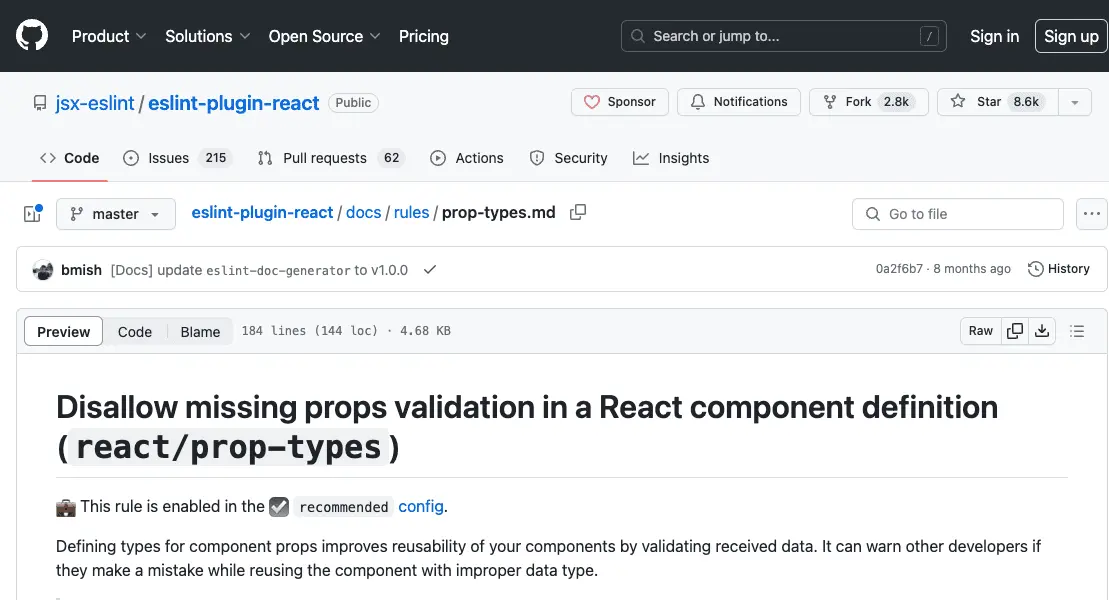 Product Solutions Open Source Pricing Search or jump to... / Sign in Sign up
jsx-eslint / eslint-plugin-react Public Sponsor Notifications Fork 2.8k Star 8.6k
Code Issues 215 Pull requests 62 Actions Security Insights
master eslint-plugin-react / docs / rules / prop-types.md Go to file
bmish [Docs] update eslint-doc-generator to v1.0.0 0a2f6b7 · 8 months ago History
Preview Code Blame 184 lines (144 loc) · 4.68 KB Raw
Disallow missing props validation in a React component definition
(react/prop-types)
This rule is enabled in the recommended config.
Defining types for component props improves reusability of your components by validating received data. It can warn other developers if
they make a mistake while reusing the component with improper data type.